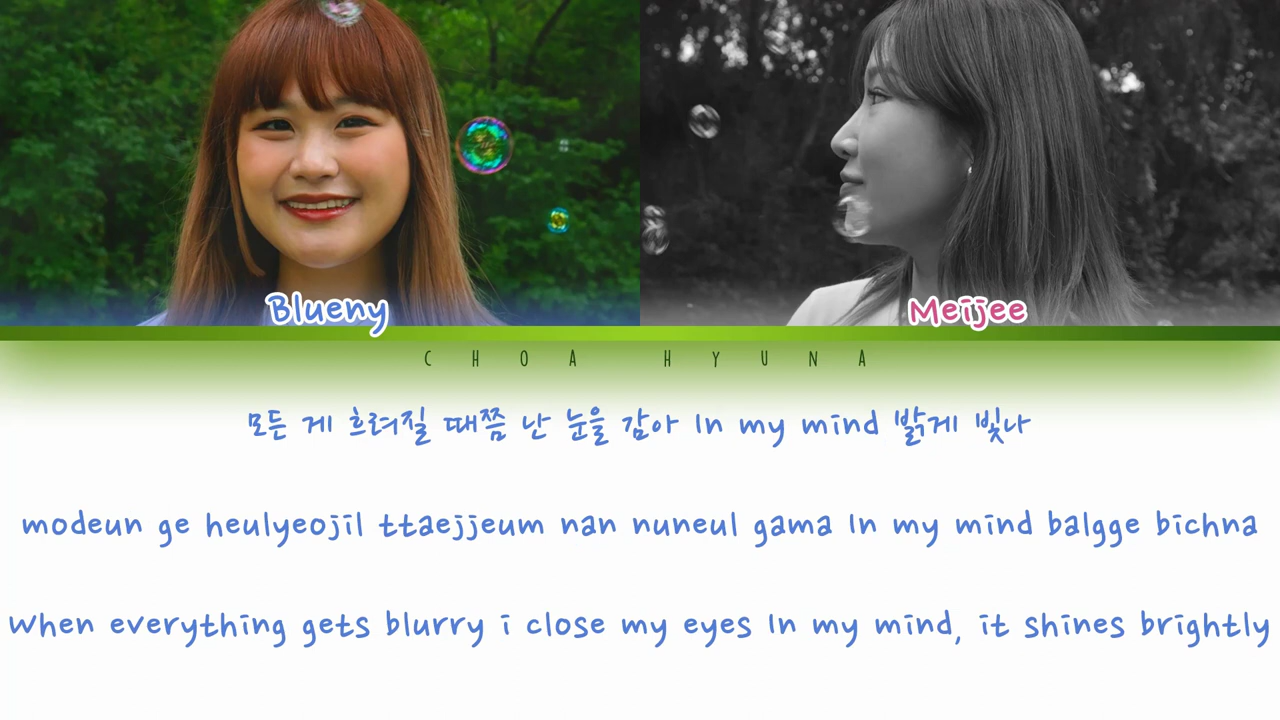 Blueny
Meijee
CHOA HYUNA
모든 게 흐려질 때쯤 난 눈을 감아 In my mind 밝게 빛나
modeun ge heulyeojil ttaejjeum nan nuneul gama In my mind balgge bichna
When everything gets blurry i close my eyes In my mind, it shines brightly